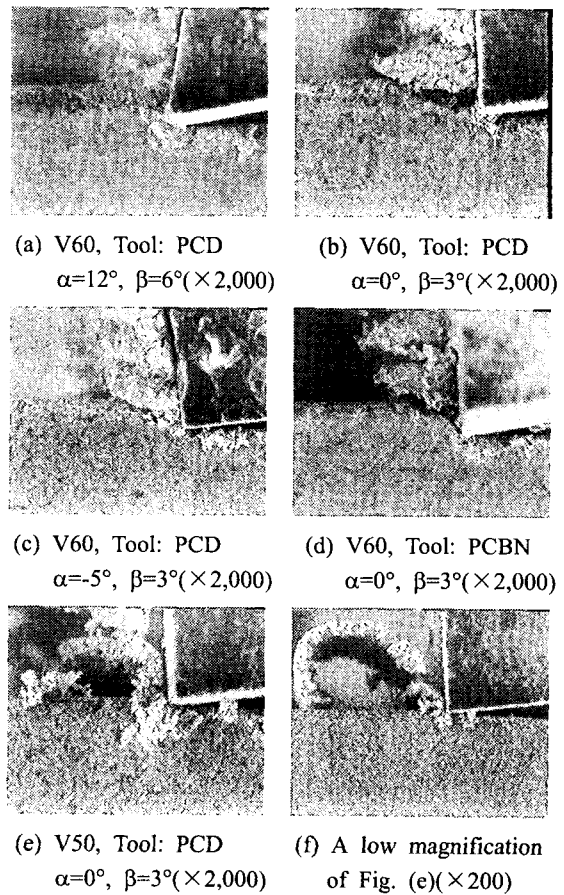 (a) V60, Tool: PCD
α=12°, β=6°(×2,000)
(b) V60, Tool: PCD
α=0°, β=3°(×2,000)
(c) V60, Tool: PCD
α=-5°, β=3°(×2,000)
(d) V60, Tool: PCBN
α=0°, β=3°(×2,000)
(e) V50, Tool: PCD
α=0°, β=3°(×2,000)
(f) A low magnification
of Fig. (e)(×200)